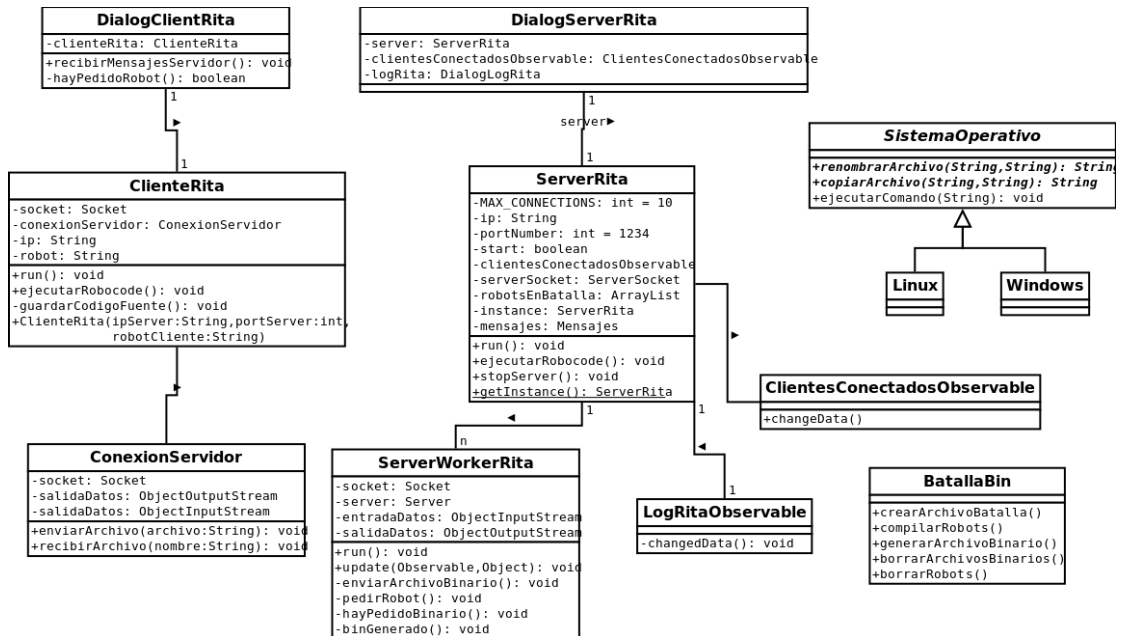 DialogClientRita
-clienteRita: ClienteRita
+recibirMensajesServidor(): void
-hayPedidoRobot(): boolean
1
1
ClienteRita
-socket: Socket
-conexionServidor: ConexionServidor
-ip: String
-robot: String
+run(): void
+ejecutarRobocode(): void
-guardarCodigoFuente(): void
+ClienteRita(ipServer:String,portServer:int,
robotCliente:String)
ConexionServidor
-socket: Socket
-salidaDatos: ObjectOutputStream
-salidaDatos: ObjectInputStream
+enviarArchivo(archivo:String): void
+recibirArchivo(nombre:String): void
DialogServerRita
-server: ServerRita
-clientesConectadosObservable: ClientesConectadosObservable
-logRita: DialogLogRita
1
server
1
ServerRita
-MAX_CONNECTIONS: int = 10
-ip: String
-portNumber: int = 1234
-start: boolean
-clientesConectadosObservable
-serverSocket: ServerSocket
-robotsEnBatalla: ArrayList
-instance: ServerRita
-mensajes: Mensajes
+run(): void
+ejecutarRobocode(): void
+stopServer(): void
+getInstance(): ServerRita
1
1
n
ServerWorkerRita
-socket: Socket
-server: Server
-entradaDatos: ObjectInputStream
-salidaDatos: ObjectOutputStream
+run(): void
+update(Observable,Object): void
-enviarArchivoBinario(): void
-pedirRobot(): void
-hayPedidoBinario(): void
-binGenerado(): void
1
LogRitaObservable
-changedData(): void
SistemaOperativo
+renombrarArchivo(String,String): String
+copiarArchivo(String,String): String
+ejecutarComando(String): void
Linux
Windows
ClientesConectadosObservable
+changeData()
BatallaBin
+crearArchivoBatalla()
+compilarRobots()
+generarArchivoBinario()
+borrarArchivosBinarios()
+borrarRobots()